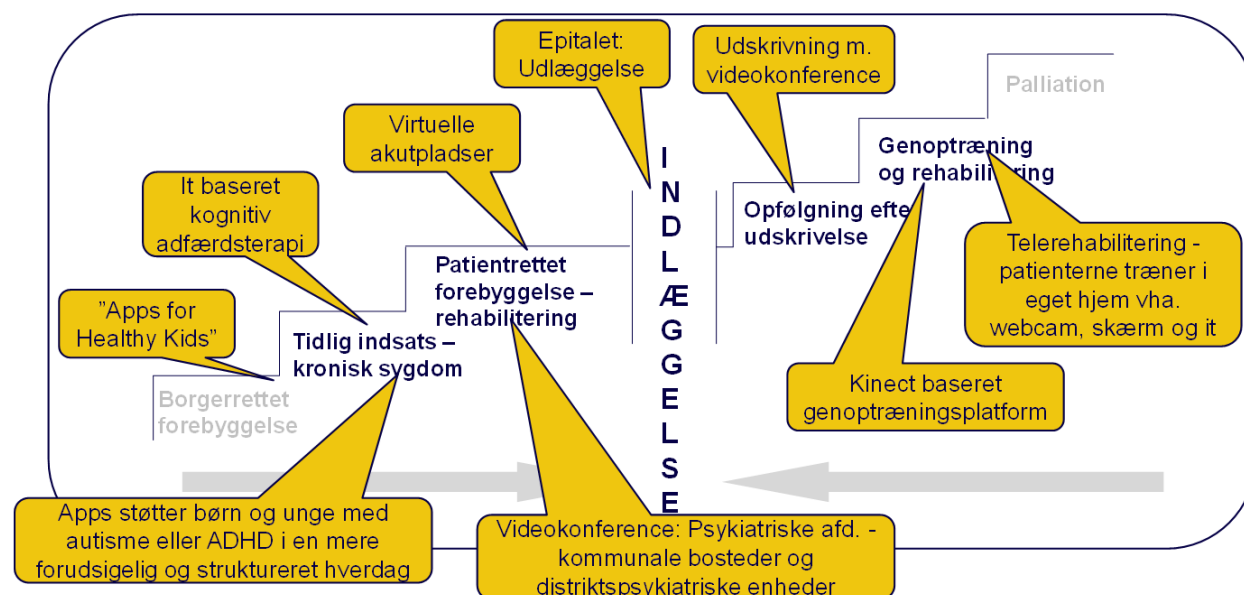 Epitalet:
Udlæggelse
Udskrivning m.
videokonference
Palliation
Virtuelle
akutpladser
Genoptræning
og rehabilitering
It baseret
kognitiv
adfærdsterapi
INDLÆGGELSE
Opfølgning efte
udskrivelse
Telerehabilitering -
patienterne træner i
eget hjem vha.
webcam, skærm og it
Patientrettet
forebyggelse –
rehabilitering
"Apps for
Healthy Kids"
Tidlig indsats –
kronisk sygdom
Kinect baseret
genoptræningsplatform
Borgerrettet
forebyggelse
Apps støtter børn og unge med
autisme eller ADHD i en mere
forudsigelig og struktureret hverdag
Videokonference: Psykiatriske afd. -
kommunale bosteder og
distriktspsykiatriske enheder